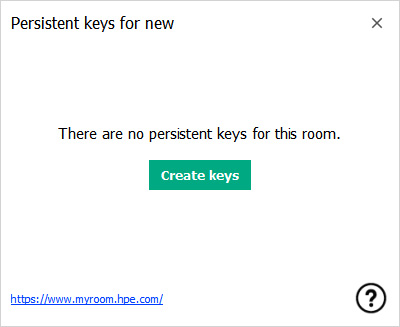 Persistent keys for new
There are no persistent keys for this room.
Create keys
https://www.myroom.hpe.com/
?